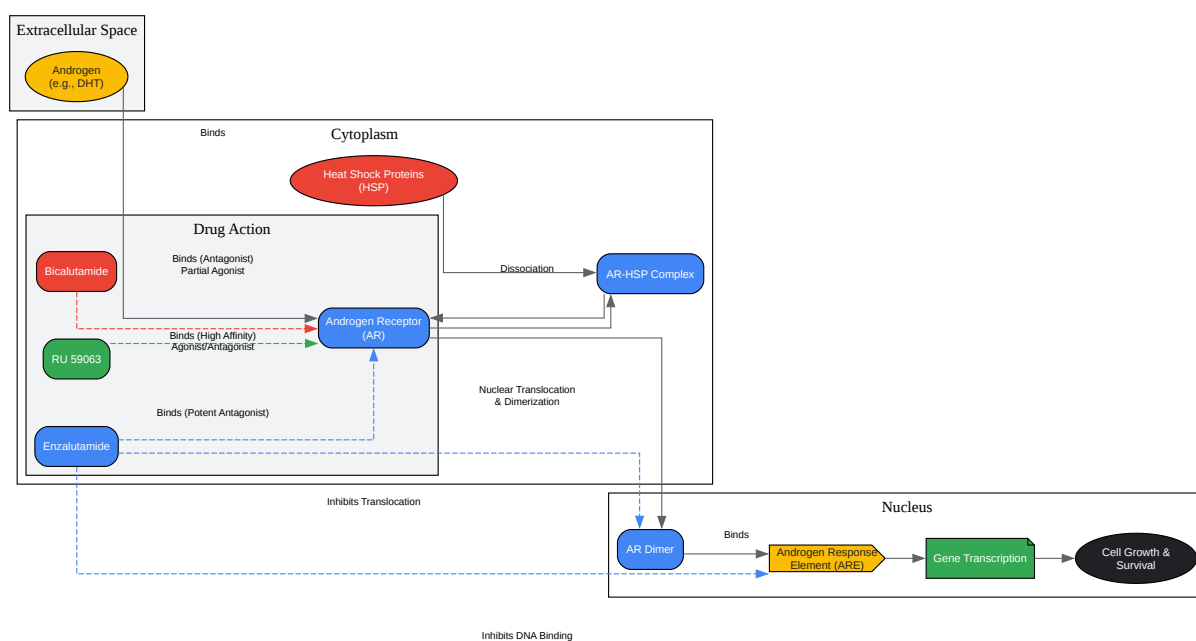 Extracellular Space
Androgen
(e.g., DHT)
Binds
Cytoplasm
Heat Shock Proteins
(HSP)
Drug Action
Binds (Antagonist)
Partial Agonist
Bicalutamide
Dissociation
AR-HSP Complex
Androgen Receptor
(AR)
Binds (High Affinity)
Agonist/Antagonist
RU 59063
Nuclear Translocation
& Dimerization
Binds (Potent Antagonist)
Enzalutamide
Inhibits Translocation
Nucleus
Binds
AR Dimer
Androgen Response
Element (ARE)
Gene Transcription
Cell Growth &
Survival
Inhibits DNA Binding